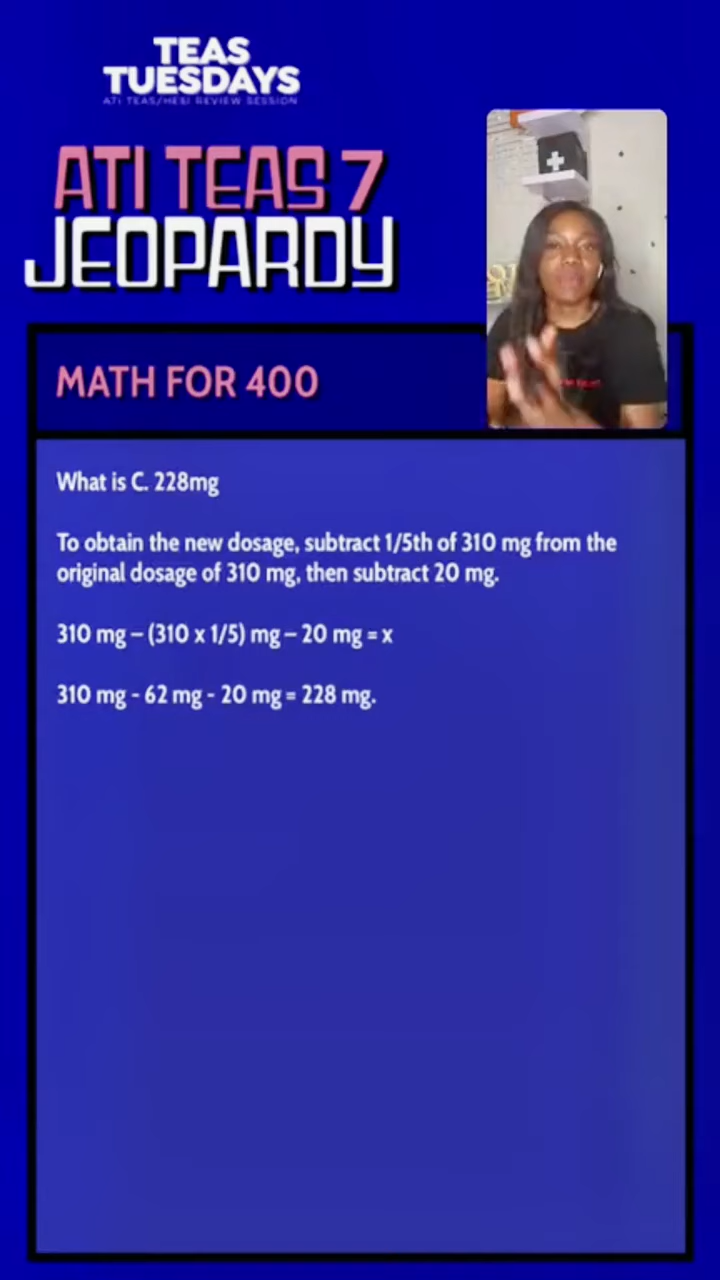 TEAS
TUESDAYS
ATI TEAS/HESI REVIEW SESSION
ATI TEAS 7
JEOPARDY
MATH FOR 400
What is C. 228mg
To obtain the new dosage, subtract 1/5th of 310 mg from the
original dosage of 310 mg, then subtract 20 mg.
310 mg – (310 x 1/5) mg – 20 mg = x
310 mg - 62 mg - 20 mg = 228 mg.